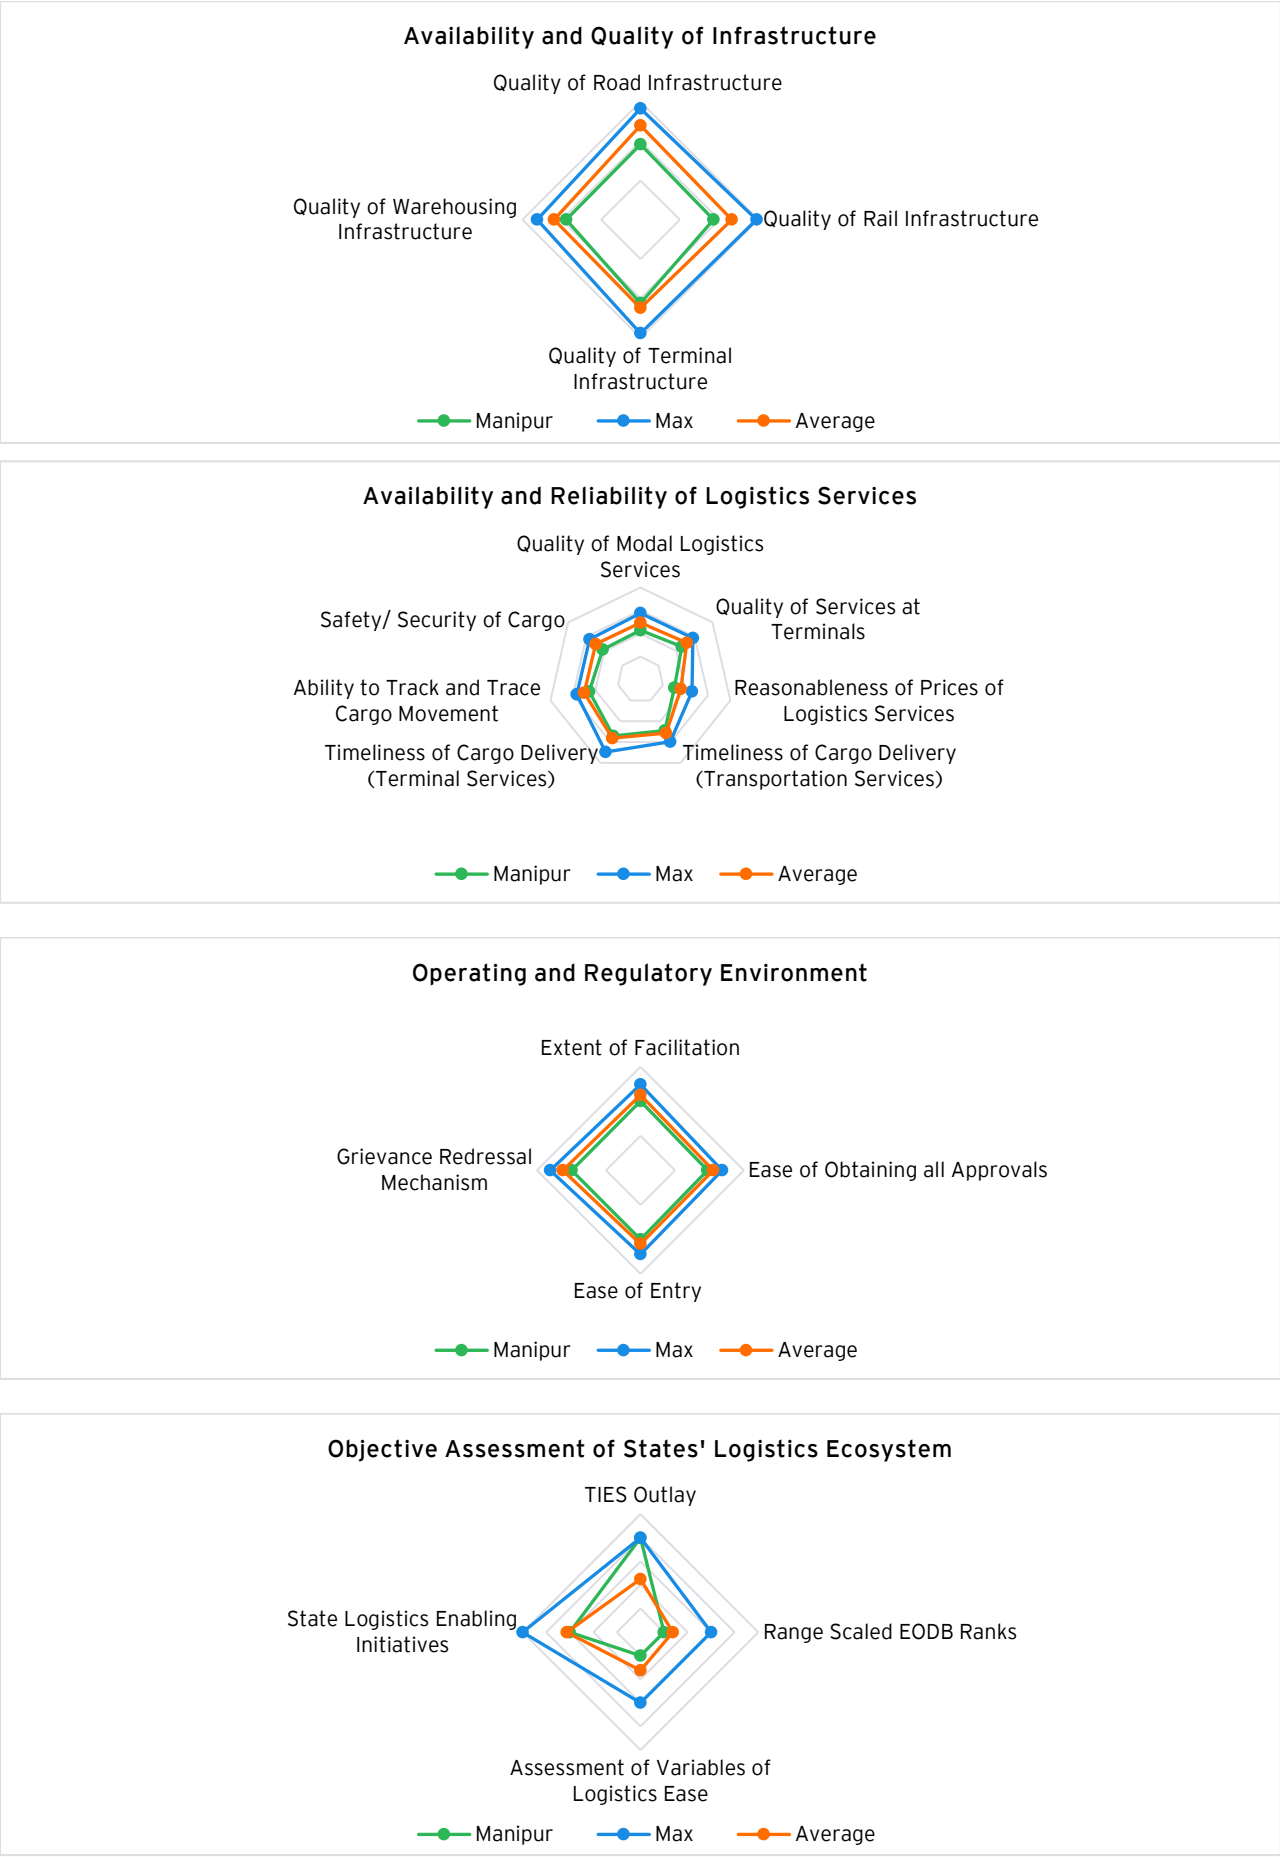 Availability and Quality of Infrastructure
Quality of Road Infrastructure
Quality of Warehousing
Infrastructure
Quality of Rail Infrastructure
Quality of Terminal
Infrastructure
Manipur Max Average
Availability and Reliability of Logistics Services
Quality of Modal Logistics
Services
Quality of Services at
Terminals
Safety/ Security of Cargo
Ability to Track and Trace
Cargo Movement
Reasonableness of Prices of
Logistics Services
Timeliness of Cargo Delivery
(Terminal Services)
Timeliness of Cargo Delivery
(Transportation Services)
Manipur Max Average
Operating and Regulatory Environment
Extent of Facilitation
Grievance Redressal
Mechanism
Ease of Obtaining all Approvals
Ease of Entry
Manipur Max Average
Objective Assessment of States' Logistics Ecosystem
TIES Outlay
State Logistics Enabling
Initiatives
Range Scaled EODB Ranks
Assessment of Variables of
Logistics Ease
Manipur Max Average